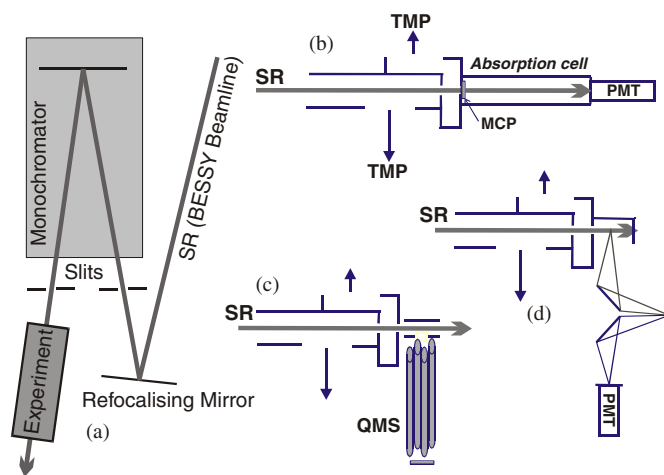 Monochromator
SR (BESSY Beamline)
Slits
Experiment
Refocalising Mirror
(a)
(b)
TMP
Absorption cell
SR
PMT
MCP
TMP
(c)
SR
QMS
SR
(d)
PMT